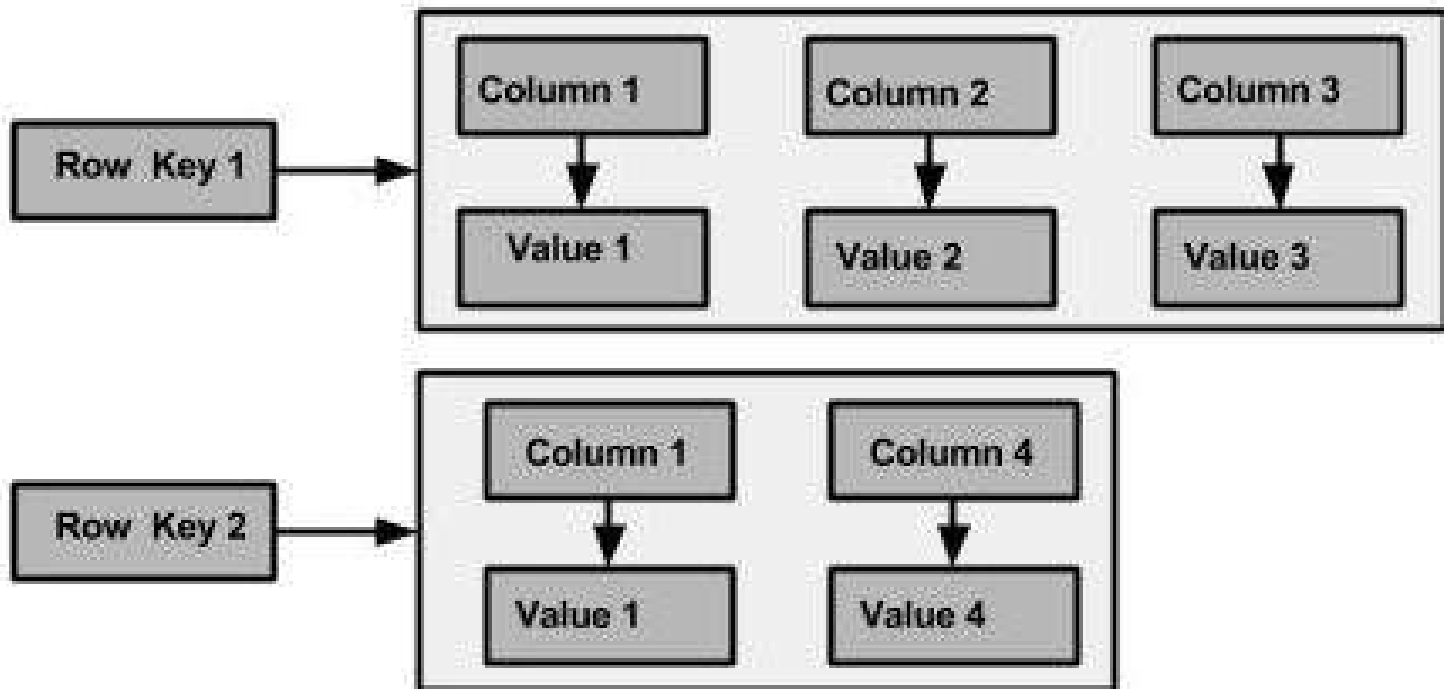 Column 1
Column 2
Column 3
Row Key 1
Value 1
Value 2
Value 3
Column 1
Column 4
Row Key 2
Value 1
Value 4